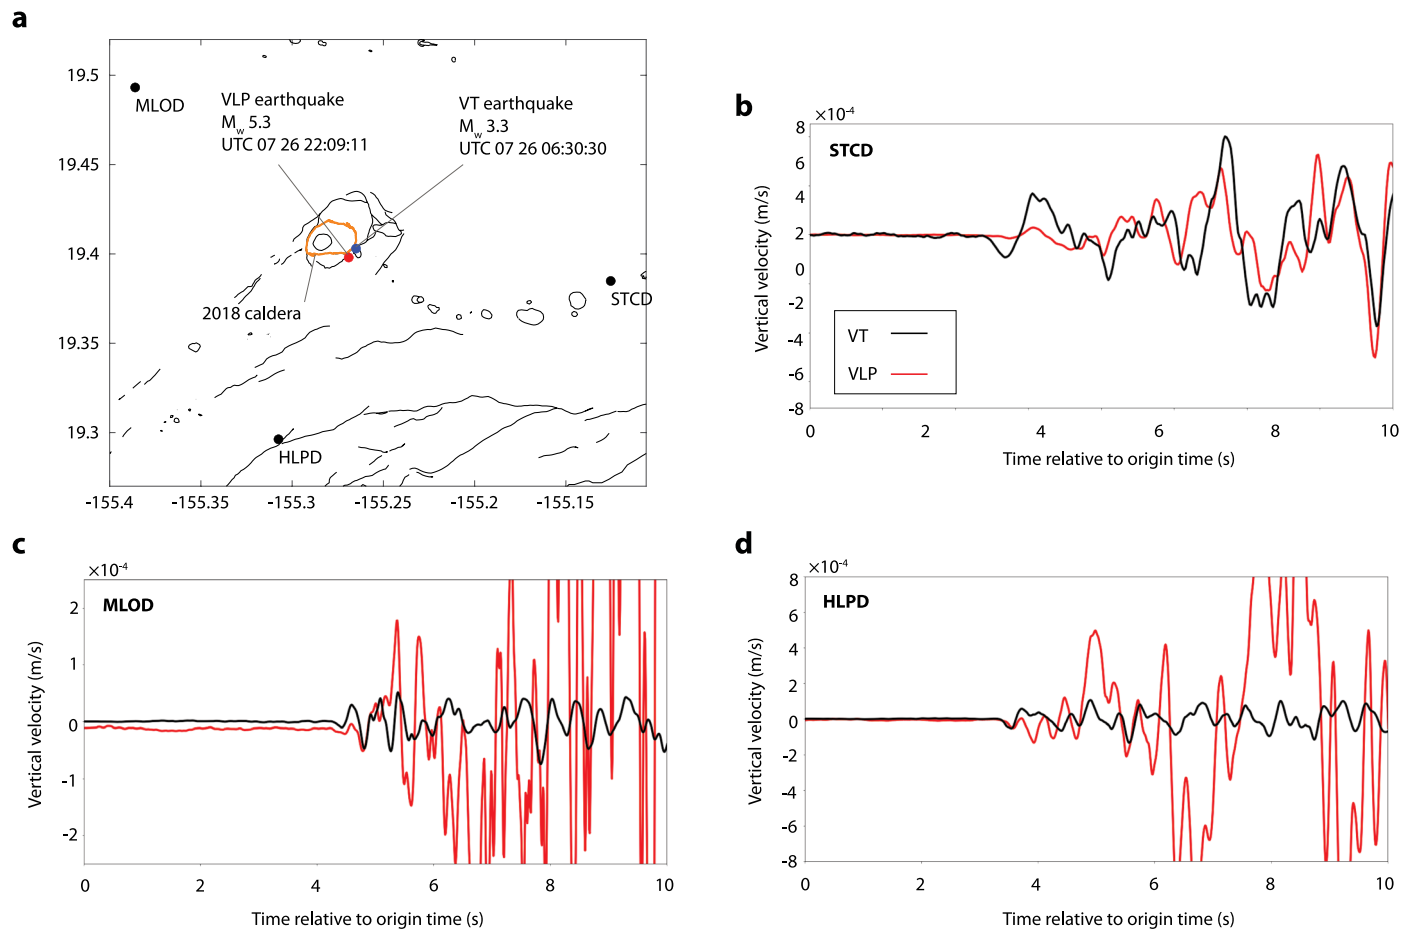 a
19.5
19.45
19.4
19.35
19.3
-155.4
-155.35
-155.3
-155.25
-155.2
-155.15
MLOD
VLP earthquake
Mw 5.3
UTC 07 26 22:09:11
VT earthquake
Mw 3.3
UTC 07 26 06:30:30
2018 caldera
STCD
HLPD
b
×10-4
STCD
8
6
4
2
0
-2
-4
-6
-8
Vertical velocity (m/s)
VT
VLP
0
2
4
6
8
10
Time relative to origin time (s)
c
×10-4
MLOD
2
1
0
-1
-2
Vertical velocity (m/s)
0
2
4
6
8
10
Time relative to origin time (s)
d
×10-4
HLPD
8
6
4
2
0
-2
-4
-6
-8
Vertical velocity (m/s)
0
2
4
6
8
10
Time relative to origin time (s)